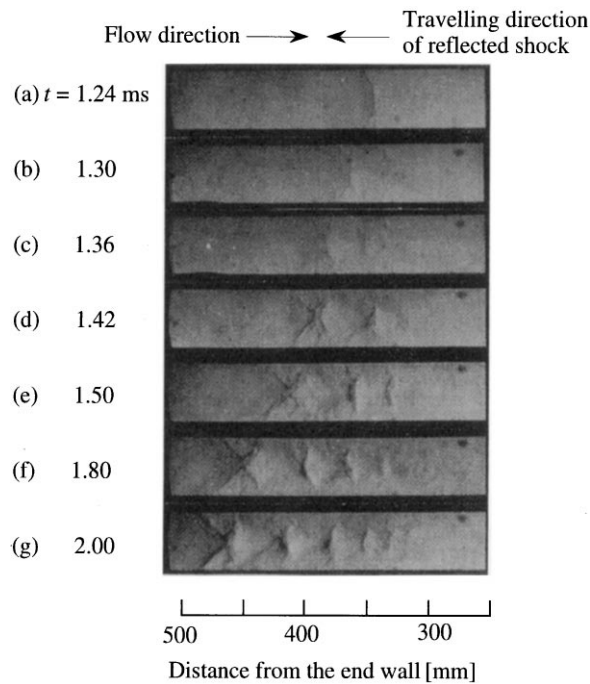 Flow direction
Travelling direction
of reflected shock
(a) t = 1.24 ms
(b) 1.30
(c) 1.36
(d) 1.42
(e) 1.50
(f) 1.80
(g) 2.00
500 400 300
Distance from the end wall [mm]